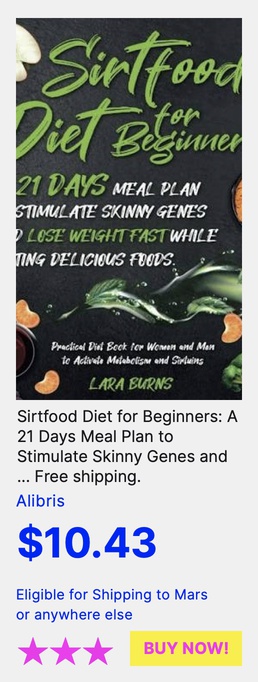 Sirtfood
Diet for
Beginner
21 DAYS MEAL PLAN
STIMULATE SKINNY GENES
D LOSE WEIGHT FAST WHILE
TING DELICIOUS FOODS.
Practical Diet Book for Women and Men
to Activate Metabolism and Sirtuins
LARA BURNS
Sirtfood Diet for Beginners: A
21 Days Meal Plan to
Stimulate Skinny Genes and
... Free shipping.
Alibris
$10.43
Eligible for Shipping to Mars
or anywhere else
BUY NOW!